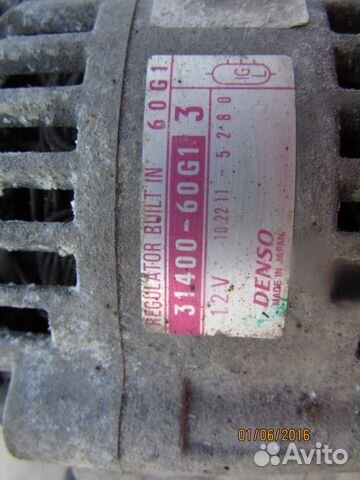 REGULATOR BUILT IN 60G1
31400-60G1 3
12V 102211-5280
IG L
DENSO
MADE IN JAPAN
01/06/2016
Avito